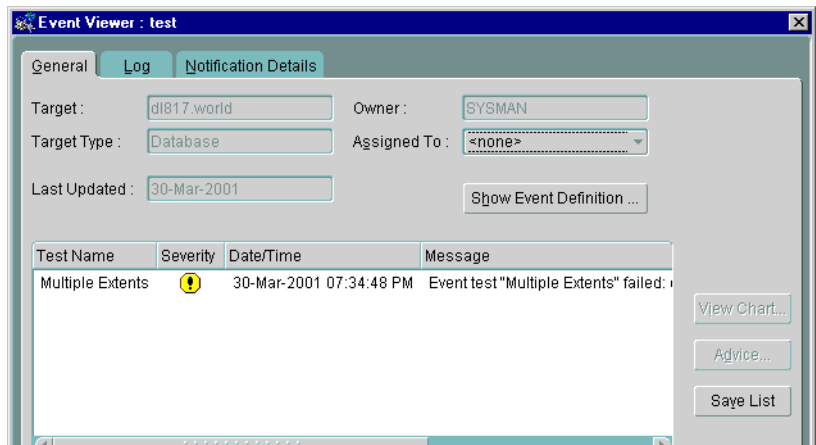 Event Viewer : test
General Log Notification Details
Target : dl817.world Owner : SYSMAN
Target Type : Database Assigned To : <none>
Last Updated : 30-Mar-2001 Show Event Definition ...
Test Name Severity Date/Time Message
Multiple Extents 30-Mar-2001 07:34:48 PM Event test "Multiple Extents" failed:
View Chart...
Advice...
Save List